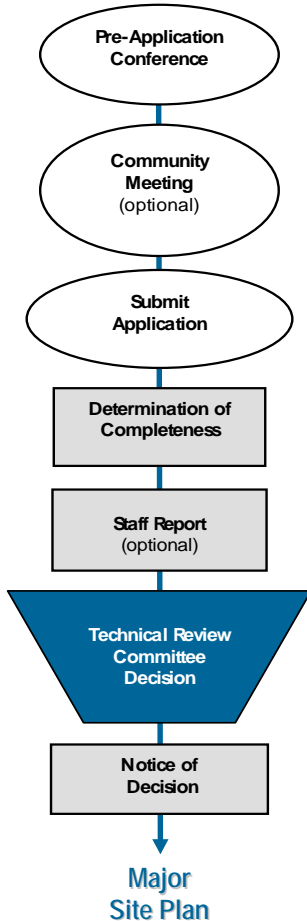 Pre-Application
Conference
Community
Meeting
(optional)
Submit
Application
Determination of
Completeness
Staff Report
(optional)
Technical Review
Committee
Decision
Notice of
Decision
Major
Site Plan